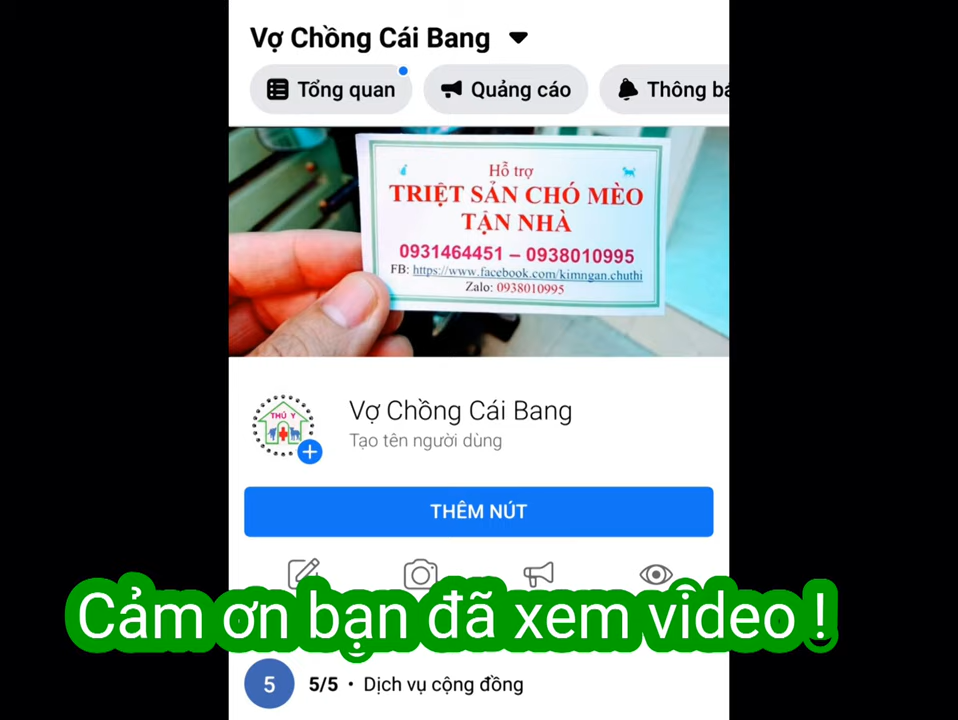 Vợ Chồng Cái Bang
Tổng quan
Quảng cáo
Thông bá
Hỗ trợ
TRIỆT SẢN CHÓ MÈO
TẬN NHÀ
0931464451 – 0938010995
FB: https://www.facebook.com/kimngan.chuthi
Zalo: 0938010995
THÚ Y
Vợ Chồng Cái Bang
Tạo tên người dùng
THÊM NÚT
Cảm ơn bạn đã xem video !
5
5/5 • Dịch vụ cộng đồng